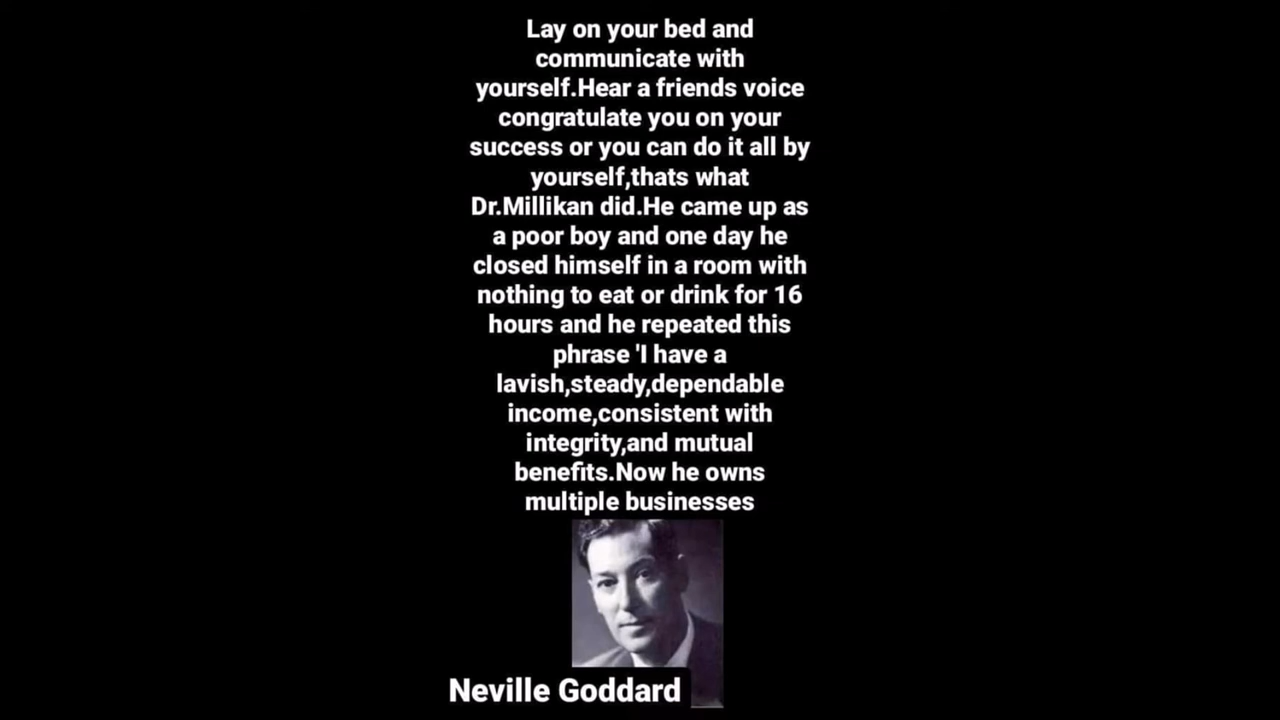 Lay on your bed and
communicate with
yourself.Hear a friends voice
congratulate you on your
success or you can do it all by
yourself,thats what
Dr.Millikan did.He came up as
a poor boy and one day he
closed himself in a room with
nothing to eat or drink for 16
hours and he repeated this
phrase 'I have a
lavish,steady,dependable
income,consistent with
integrity,and mutual
benefits.Now he owns
multiple businesses
Neville Goddard